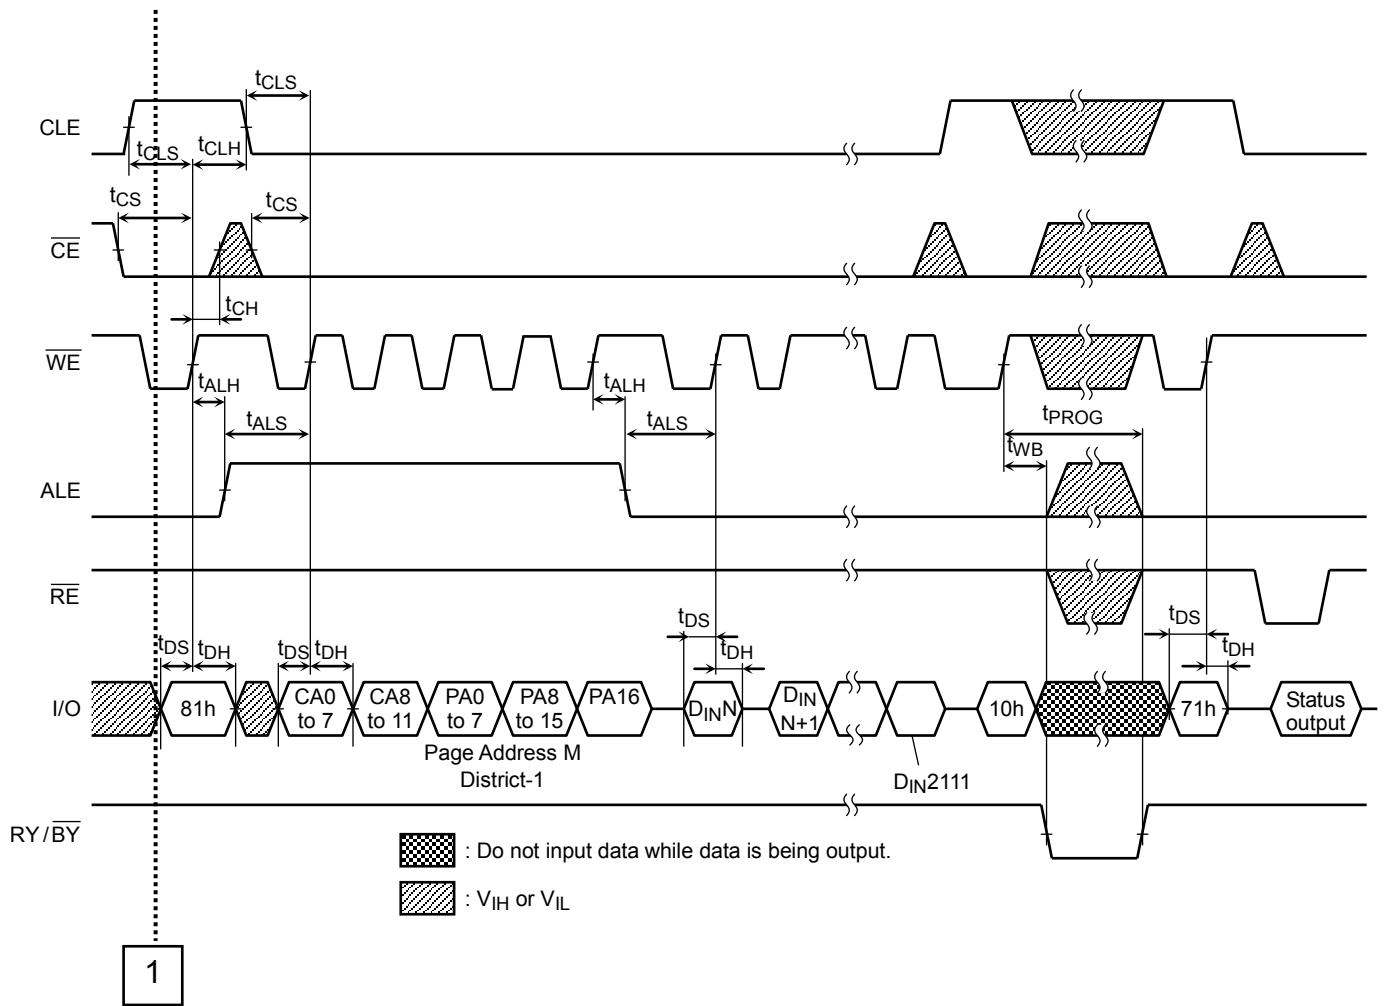 tCLS
CLE
tCLS tCLH
tCS tCS
CE
tCH
WE
tALH tALH
tALS tALS tPROG
tWB
ALE
RE
tDS tDS
tDS tDH tDS tDH tDH tDH
I/O 81h CA0 to 7 CA8 to 11 PA0 to 7 PA8 to 15 PA16 DINN DIN N+1 10h 71h Status output
Page Address M
District-1
DIN2111
RY/BY
: Do not input data while data is being output.
: VIH or VIL
1